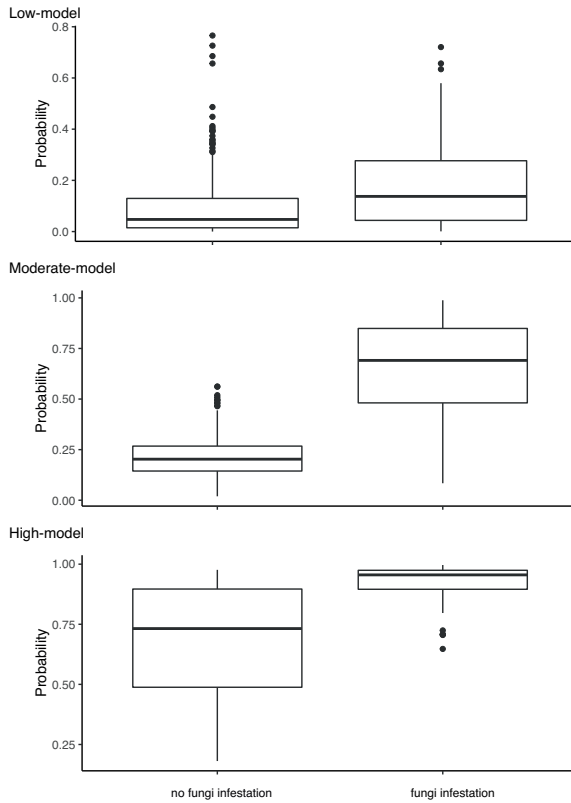 Low-model
0.8
0.6
0.4
0.2
0.0
Probability
Moderate-model
1.00
0.75
0.50
0.25
0.00
Probability
High-model
1.00
0.75
0.50
0.25
Probability
no fungi infestation
fungi infestation